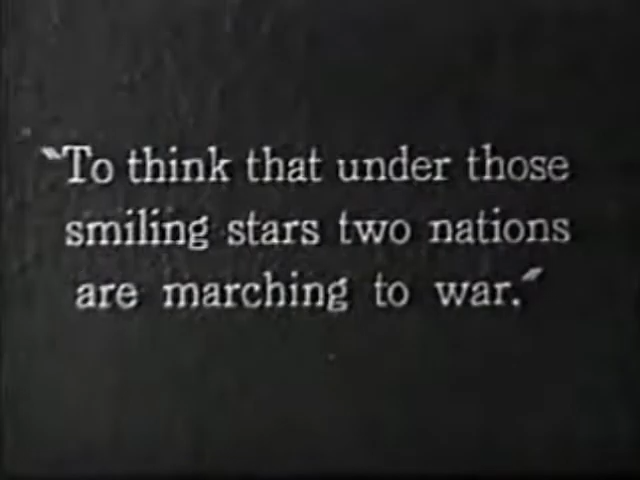 "To think that under those
smiling stars two nations
are marching to war."